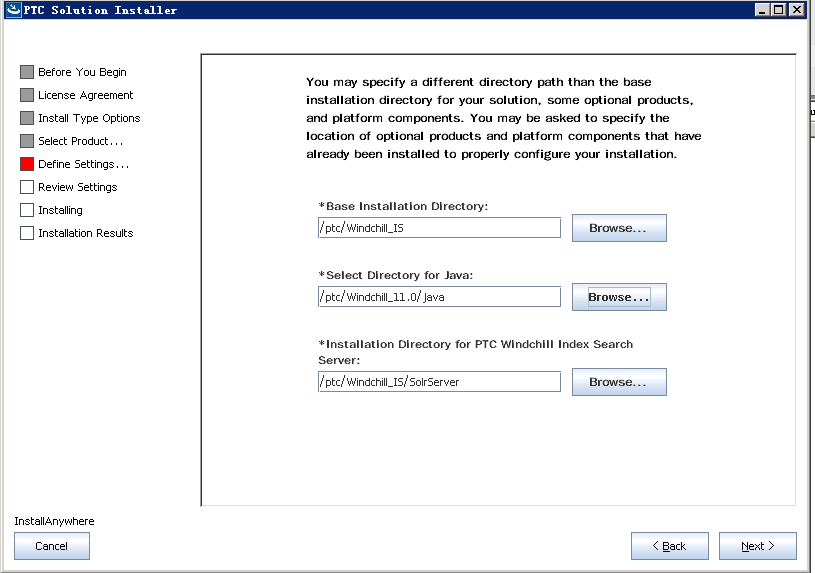 PTC Solution Installer
Before You Begin
License Agreement
Install Type Options
Select Product...
Define Settings...
Review Settings
Installing
Installation Results
You may specify a different directory path than the base
installation directory for your solution, some optional products,
and platform components. You may be asked to specify the
location of optional products and platform components that have
already been installed to properly configure your installation.
*Base Installation Directory:
/ptc/Windchill_IS
Browse...
*Select Directory for Java:
/ptc/Windchill_11.0/Java
Browse...
*Installation Directory for PTC Windchill Index Search
Server:
/ptc/Windchill_IS/SolrServer
Browse...
InstallAnywhere
Cancel
< Back
Next >